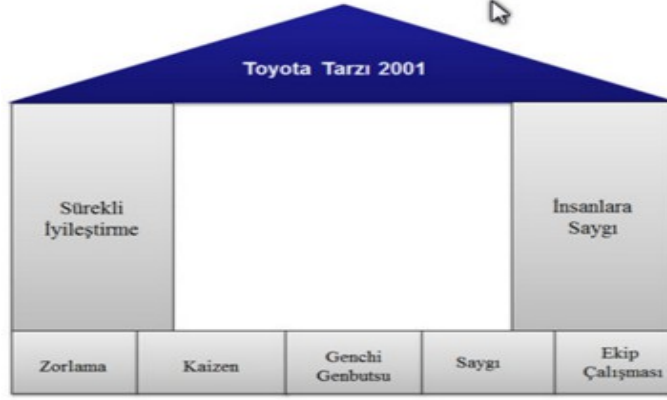 Toyota Tarzı 2001
Sürekli
İyileştirme
İnsanlara
Saygı
Zorlama
Kaizen
Genchi
Genbutsu
Saygı
Ekip
Çalışması